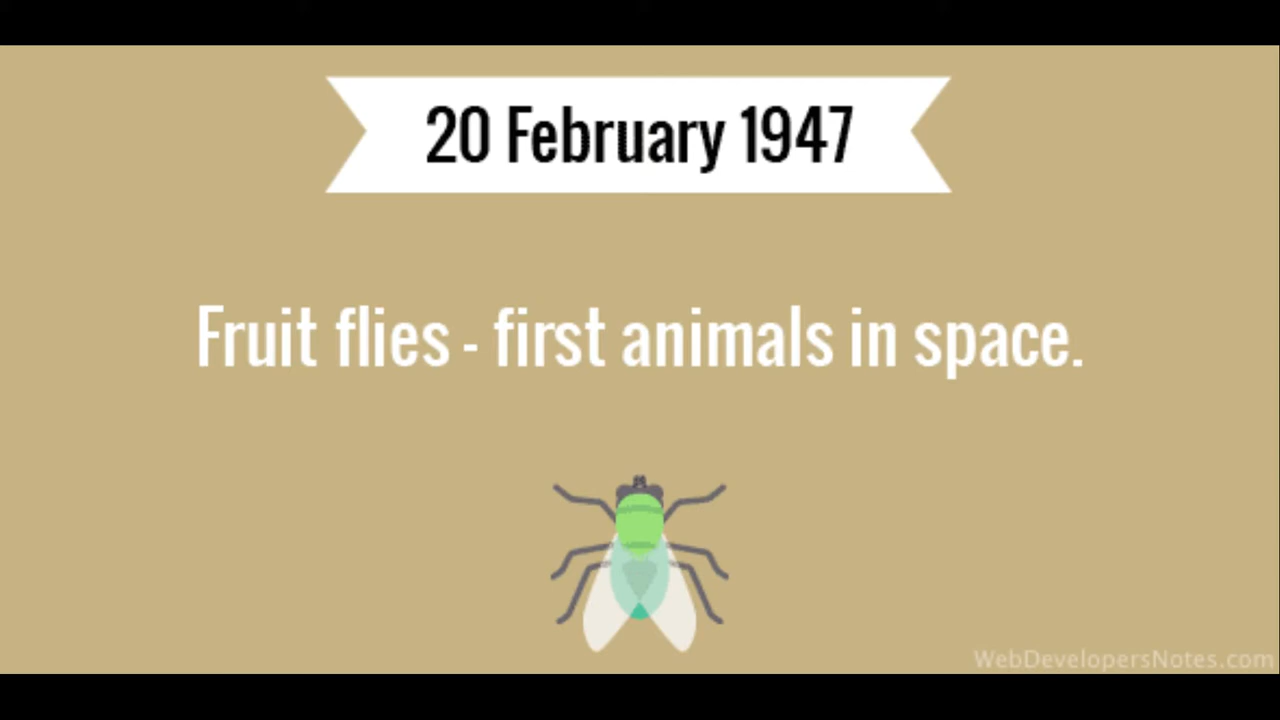 20 February 1947
Fruit flies - first animals in space.
WebDevelopersNotes.com